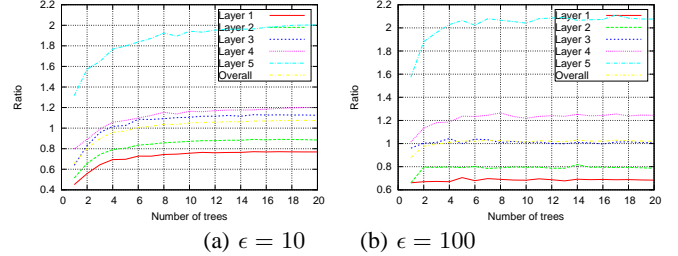 2.2
2
1.8
1.6
1.4
1.2
1
0.8
0.6
0.4
Ratio
0 2 4 6 8 10 12 14 16 18 20
Number of trees
Layer 1
Layer 2
Layer 3
Layer 4
Layer 5
Overall
(a) ϵ = 10
2.2
2
1.8
1.6
1.4
1.2
1
0.8
0.6
Ratio
0 2 4 6 8 10 12 14 16 18 20
Number of trees
Layer 1
Layer 2
Layer 3
Layer 4
Layer 5
Overall
(b) ϵ = 100